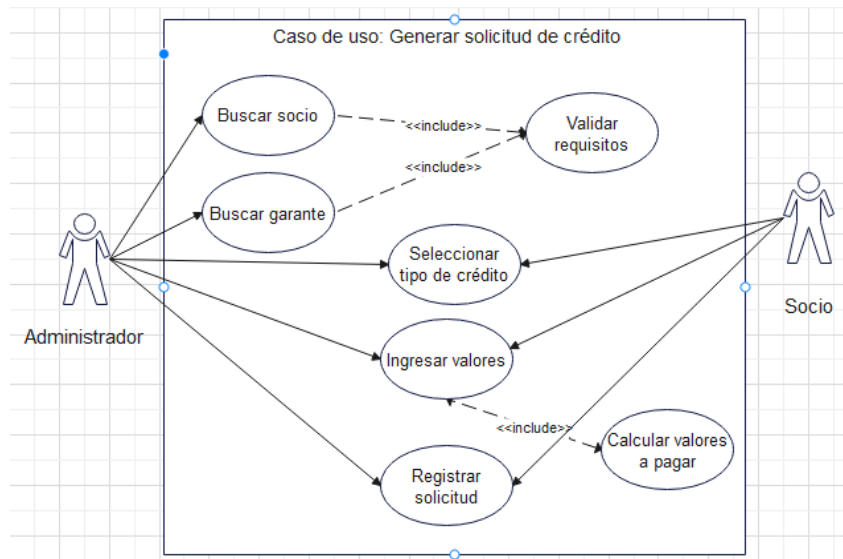 Caso de uso: Generar solicitud de crédito
Buscar socio
<<include>>
Validar
requisitos
<<include>>
Buscar garante
Seleccionar
tipo de crédito
Administrador
Socio
Ingresar valores
<<include>>
Calcular valores
a pagar
Registrar
solicitud